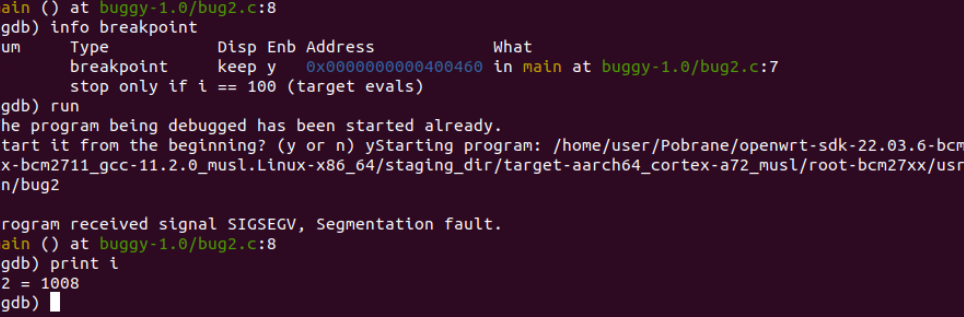 ain () at buggy-1.0/bug2.c:8
gdb) info breakpoint
um     Type           Disp Enb Address            What
       breakpoint     keep y   0x0000000000400460 in main at buggy-1.0/bug2.c:7
       stop only if i == 100 (target evals)
gdb) run
he program being debugged has been started already.
tart it from the beginning? (y or n) yStarting program: /home/user/Pobrane/openwrt-sdk-22.03.6-bcm
x-bcm2711_gcc-11.2.0_musl.Linux-x86_64/staging_dir/target-aarch64_cortex-a72_musl/root-bcm27xx/usr
n/bug2
rogram received signal SIGSEGV, Segmentation fault.
ain () at buggy-1.0/bug2.c:8
gdb) print i
2 = 1008
gdb)